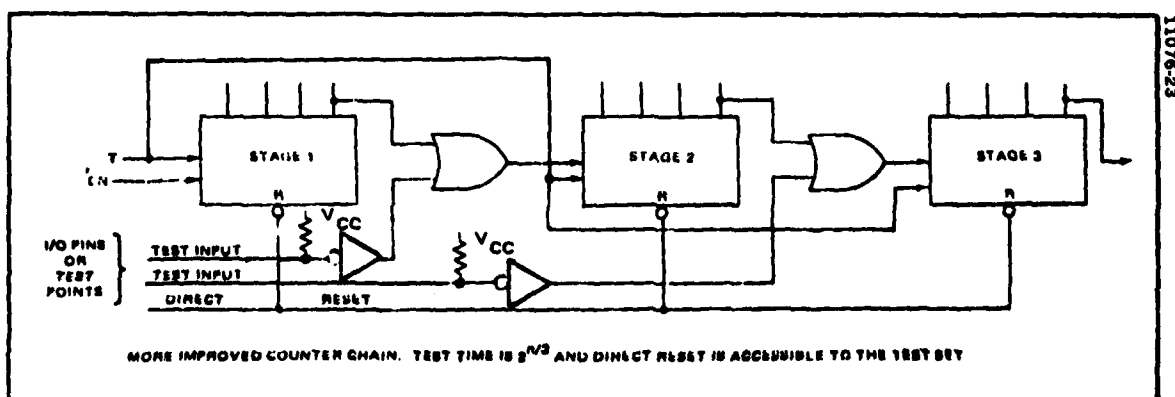 11076-23
STAGE 1
STAGE 2
STAGE 3
T
EN
R
R
R
VCC
VCC
I/O PINS
OR
TEST
POINTS
TEST INPUT
TEST INPUT
DIRECT RESET
MORE IMPROVED COUNTER CHAIN. TEST TIME IS 2^n/3 AND DIRECT RESET IS ACCESSIBLE TO THE TEST SET